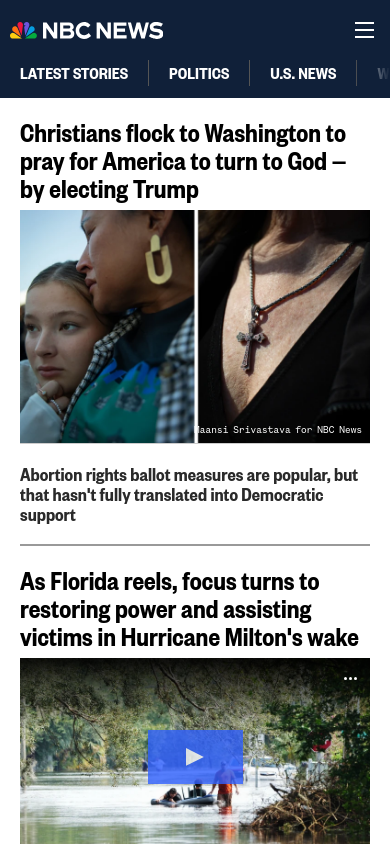 NBC NEWS
LATEST STORIES
POLITICS
U.S. NEWS
Christians flock to Washington to
pray for America to turn to God —
by electing Trump
Maansi Srivastava for NBC News
Abortion rights ballot measures are popular, but
that hasn't fully translated into Democratic
support
As Florida reels, focus turns to
restoring power and assisting
victims in Hurricane Milton's wake